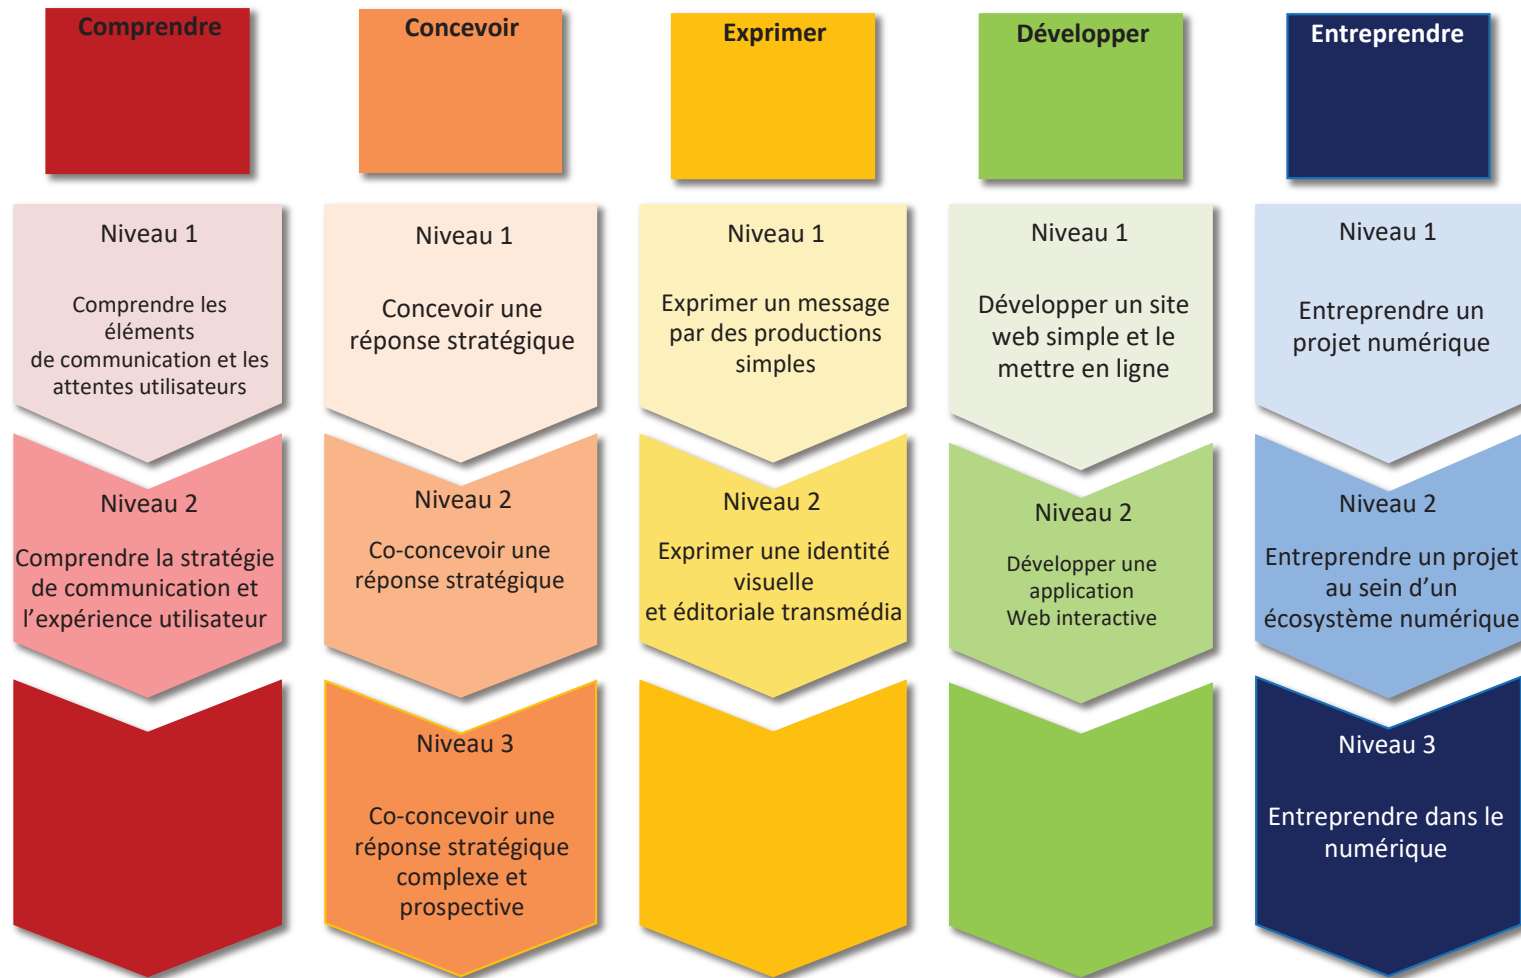 Comprendre
Concevoir
Exprimer
Développer
Entreprendre
Niveau 1
Comprendre les
éléments
de communication et les
attentes utilisateurs
Niveau 1
Concevoir une
réponse stratégique
Niveau 1
Exprimer un message
par des productions
simples
Niveau 1
Développer un site
web simple et le
mettre en ligne
Niveau 1
Entreprendre un
projet numérique
Niveau 2
Comprendre la stratégie
de communication et
l’expérience utilisateur
Niveau 2
Co-concevoir une
réponse stratégique
Niveau 2
Exprimer une identité
visuelle
et éditoriale transmédia
Niveau 2
Développer une
application
Web interactive
Niveau 2
Entreprendre un projet
au sein d’un
écosystème numérique
Niveau 3
Co-concevoir une
réponse stratégique
complexe et
prospective
Niveau 3
Entreprendre dans le
numérique